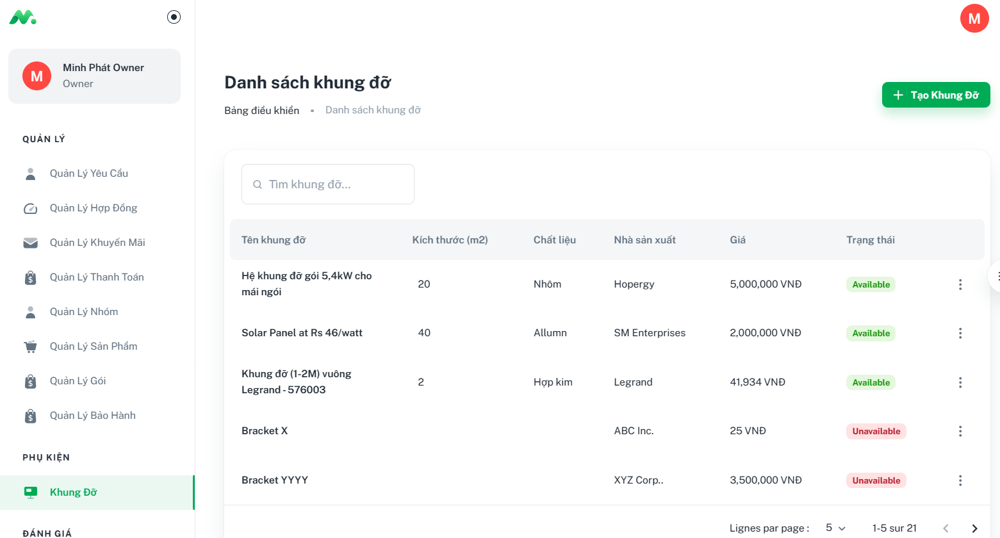 M
Minh Phát Owner
Owner
QUẢN LÝ
Quản Lý Yêu Cầu
Quản Lý Hợp Đồng
Quản Lý Khuyến Mãi
Quản Lý Thanh Toán
Quản Lý Nhóm
Quản Lý Sản Phẩm
Quản Lý Gói
Quản Lý Bảo Hành
PHỤ KIỆN
Khung Đỡ
ĐÁNH GIÁ
M
Danh sách khung đỡ
Bảng điều khiển • Danh sách khung đỡ
Tạo Khung Đỡ
Tìm khung đỡ...
Tên khung đỡ Kích thước (m2) Chất liệu Nhà sản xuất Giá Trạng thái
Hệ khung đỡ gói 5,4kW cho
mái ngói
20 Nhôm Hopergy 5,000,000 VNĐ Available
Solar Panel at Rs 46/watt 40 Allumn SM Enterprises 2,000,000 VNĐ Available
Khung đỡ (1-2M) vuông
Legrand - 576003
2 Hợp kim Legrand 41,934 VNĐ Available
Bracket X ABC Inc. 25 VNĐ Unavailable
Bracket YYYY XYZ Corp.. 3,500,000 VNĐ Unavailable
Lignes par page : 5 1-5 sur 21